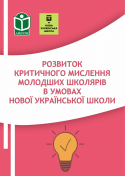 РОЗВИТОК
КРИТИЧНОГО МИСЛЕННЯ
МОЛОДШИХ ШКОЛЯРІВ
В УМОВАХ
НОВОЇ УКРАЇНСЬКОЇ ШКОЛИ